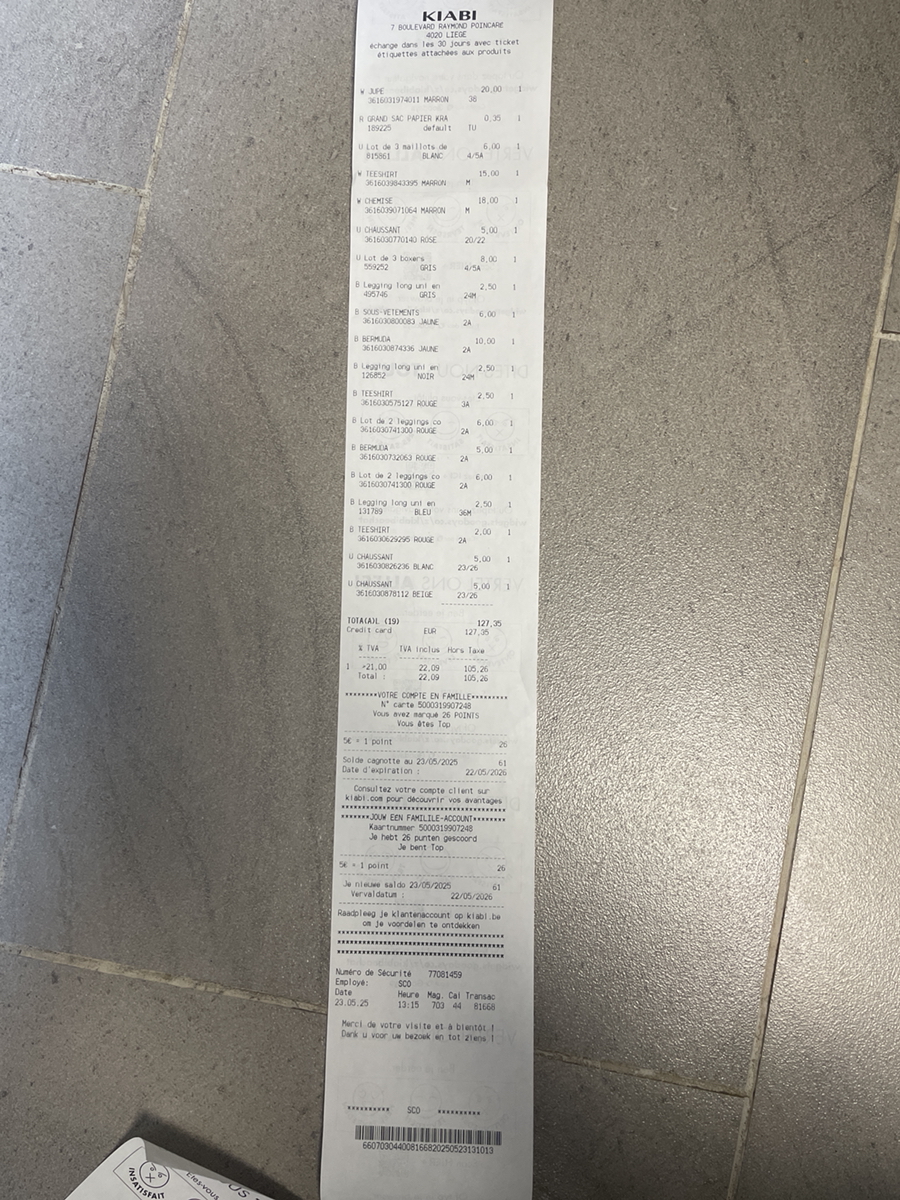 KIABI
7 BOULEVARD RAYMOND POINCARE
4020 LIEGE
échange dans les 30 jours avec ticket
étiquettes attachées aux produits
W JUPE 20,00 1
3616031974011 MARRON 38
R GRAND SAC PAPIER KRA 0,35 1
189225 default TU
U Lot de 3 maillots de 6,00 1
815861 BLANC 4/5A
W TEESHIRT 15,00 1
3616039843395 MARRON M
W CHEMISE 18,00 1
3616039071064 MARRON M
U CHAUSSANT 5,00 1
3616030770140 ROSE 20/22
U Lot de 3 boxers 8,00 1
559252 GRIS 4/5A
B Legging long uni en 2,50 1
495746 GRIS 24M
B SOUS-VETEMENTS 6,00 1
3616030800083 JAUNE 2A
B BERMUDA 10,00 1
3616030874336 JAUNE 2A
B Legging long uni en 2,50 1
126852 NOIR 24M
B TEESHIRT 2,50 1
3616030575127 ROUGE 3A
B Lot de 2 leggings co 6,00 1
3616030741300 ROUGE 2A
B BERMUDA 5,00 1
3616030732063 ROUGE 2A
B Lot de 2 leggings co 6,00 1
3616030741300 ROUGE 2A
B Legging long uni en 2,50 1
131789 BLEU 36M
B TEESHIRT 2,00 1
3616030629295 ROUGE 2A
U CHAUSSANT 5,00 1
3616030826236 BLANC 23/26
U CHAUSSANT 5,00 1
3616030878112 BEIGE 23/26
------------
TOTA(A)L (19) 127,35
Credit card EUR 127,35
% TVA TVA inclus Hors Taxe
1 >21,00 22,09 105,26
Total : 22,09 105,26
********VOTRE COMPTE EN FAMILLE*********
N° carte 5000319907248
Vous avez marqué 26 POINTS
Vous êtes Top
5€ = 1 point 26
Solde cagnotte au 23/05/2025 61
Date d'expiration : 22/05/2026
Consultez votre compte client sur
kiabi.com pour découvrir vos avantages
*******JOUW EEN FAMILILE-ACCOUNT********
Kaartnummer 5000319907248
Je hebt 26 punten gescoord
Je bent Top
5€ = 1 point 26
Je nieuwe saldo 23/05/2025 61
Vervaldatum : 22/05/2026
Raadpleeg je klantenaccount op kiabi.be
om je voordelen te ontdekken
Numéro de Sécurité 77081459
Employé: SCO
Date Heure Mag. Cai Transac
23.05.25 13:15 703 44 81668
Merci de votre visite et à bientôt !
Dank u voor uw bezoek en tot ziens !
********** SCO **********
66070304400816682025052313​1013
INSATISFAIT
Êtes-vous